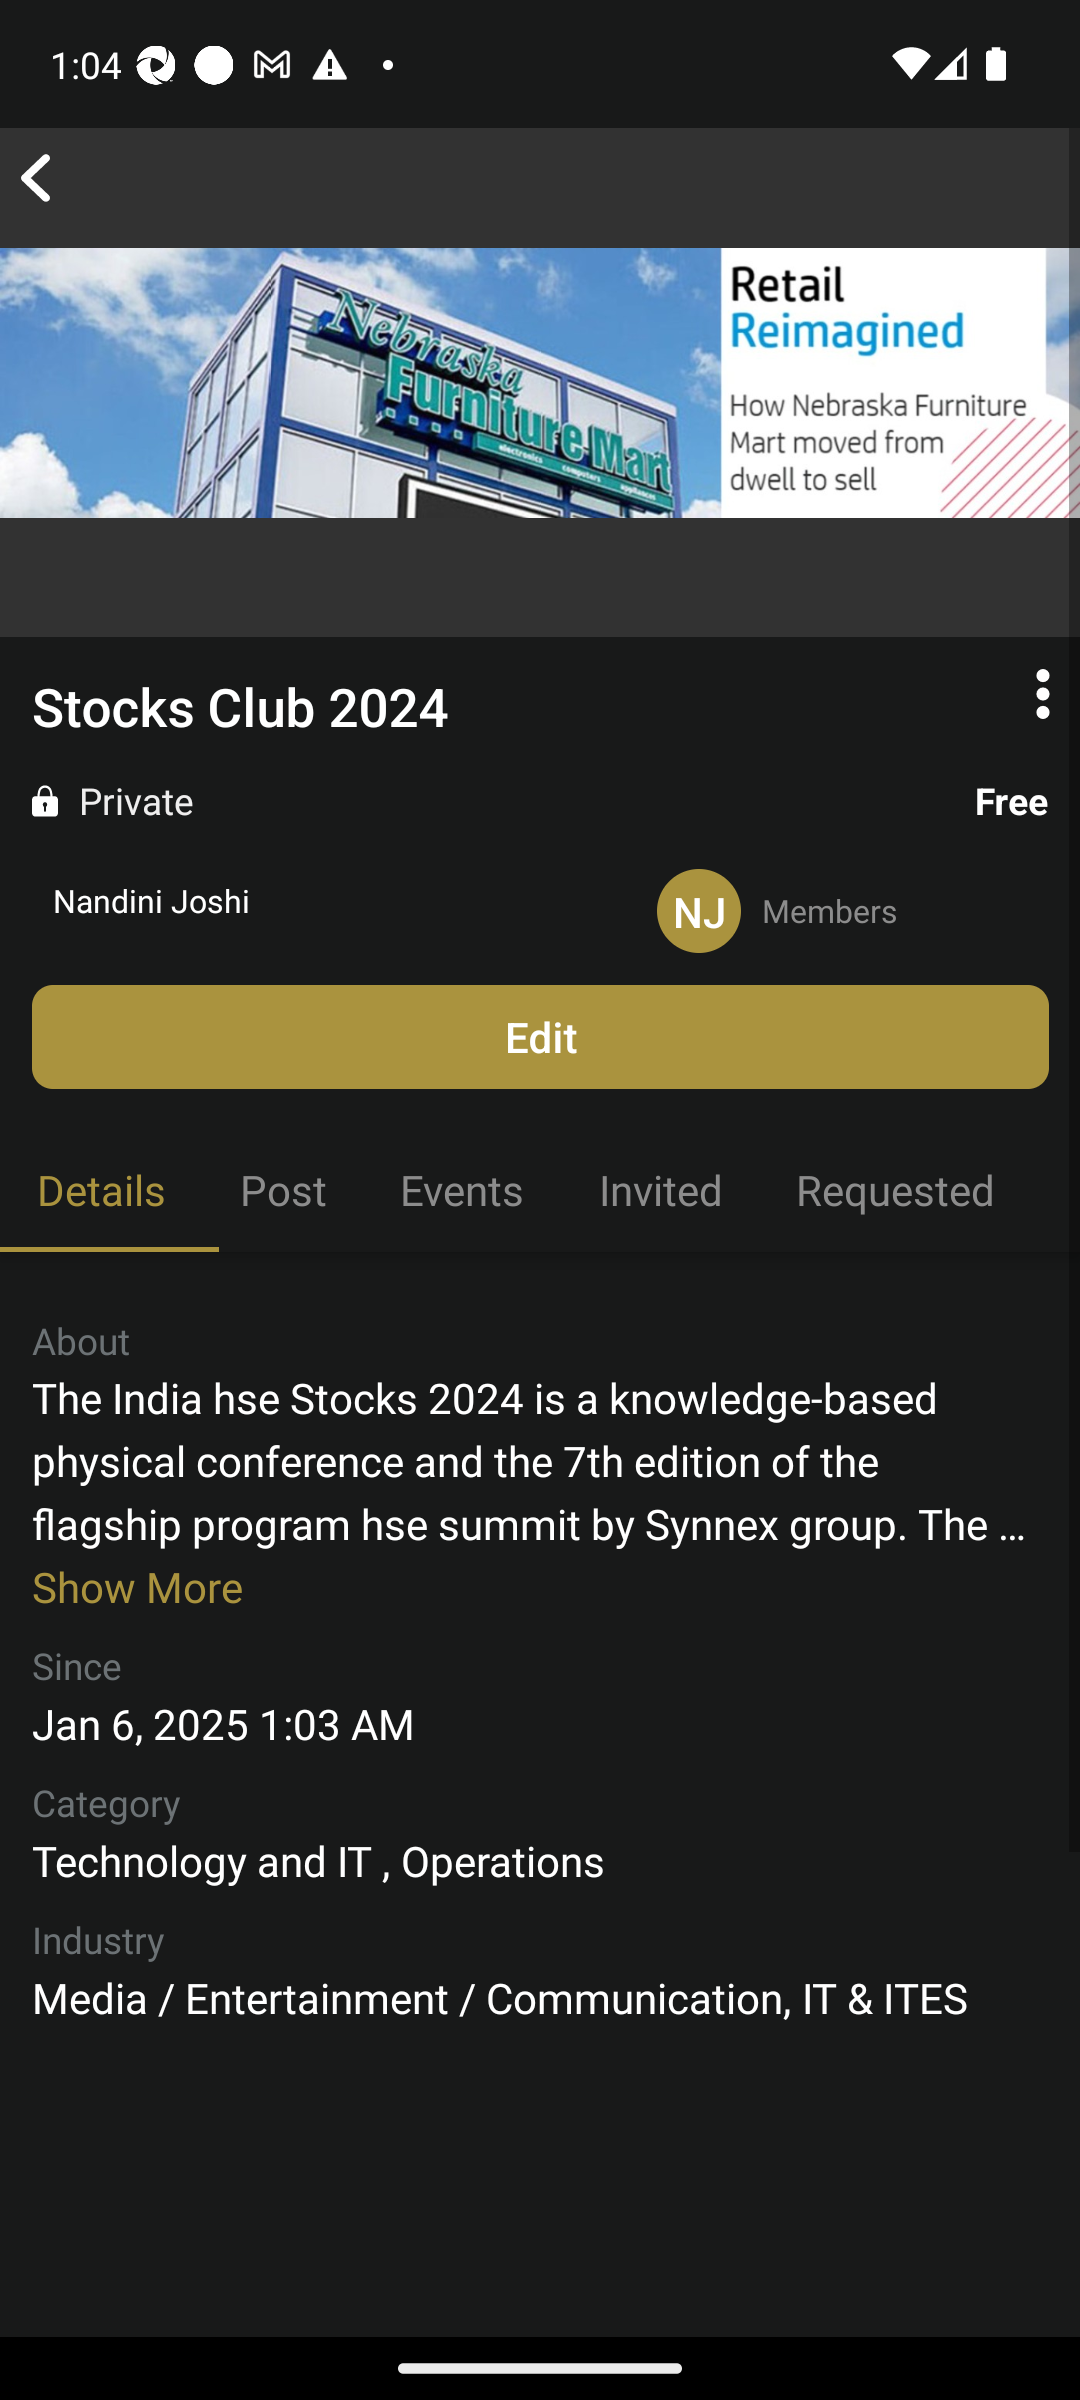 1:04
Nebraska
Furniture Mart
electronics computers appliances
Retail
Reimagined
How Nebraska Furniture
Mart moved from
dwell to sell
Stocks Club 2024
Private
Free
Nandini Joshi
NJ
Members
Edit
Details Post Events Invited Requested
About
The India hse Stocks 2024 is a knowledge-based
physical conference and the 7th edition of the
flagship program hse summit by Synnex group. The ...
Show More
Since
Jan 6, 2025 1:03 AM
Category
Technology and IT , Operations
Industry
Media / Entertainment / Communication, IT & ITES